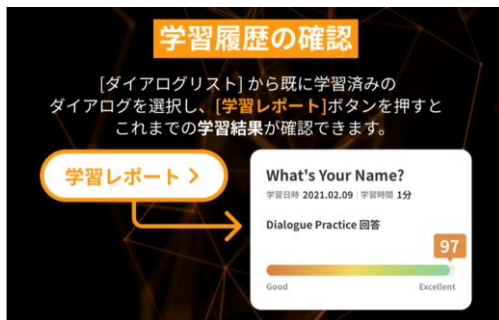 学習履歴の確認
[ダイアログリスト] から既に学習済みの
ダイアログを選択し、[学習レポート]ボタンを押すと
これまでの学習結果が確認できます。
学習レポート >
What's Your Name?
学習日時 2021.02.09 | 学習時間 1分
Dialogue Practice 回答
97
Good Excellent